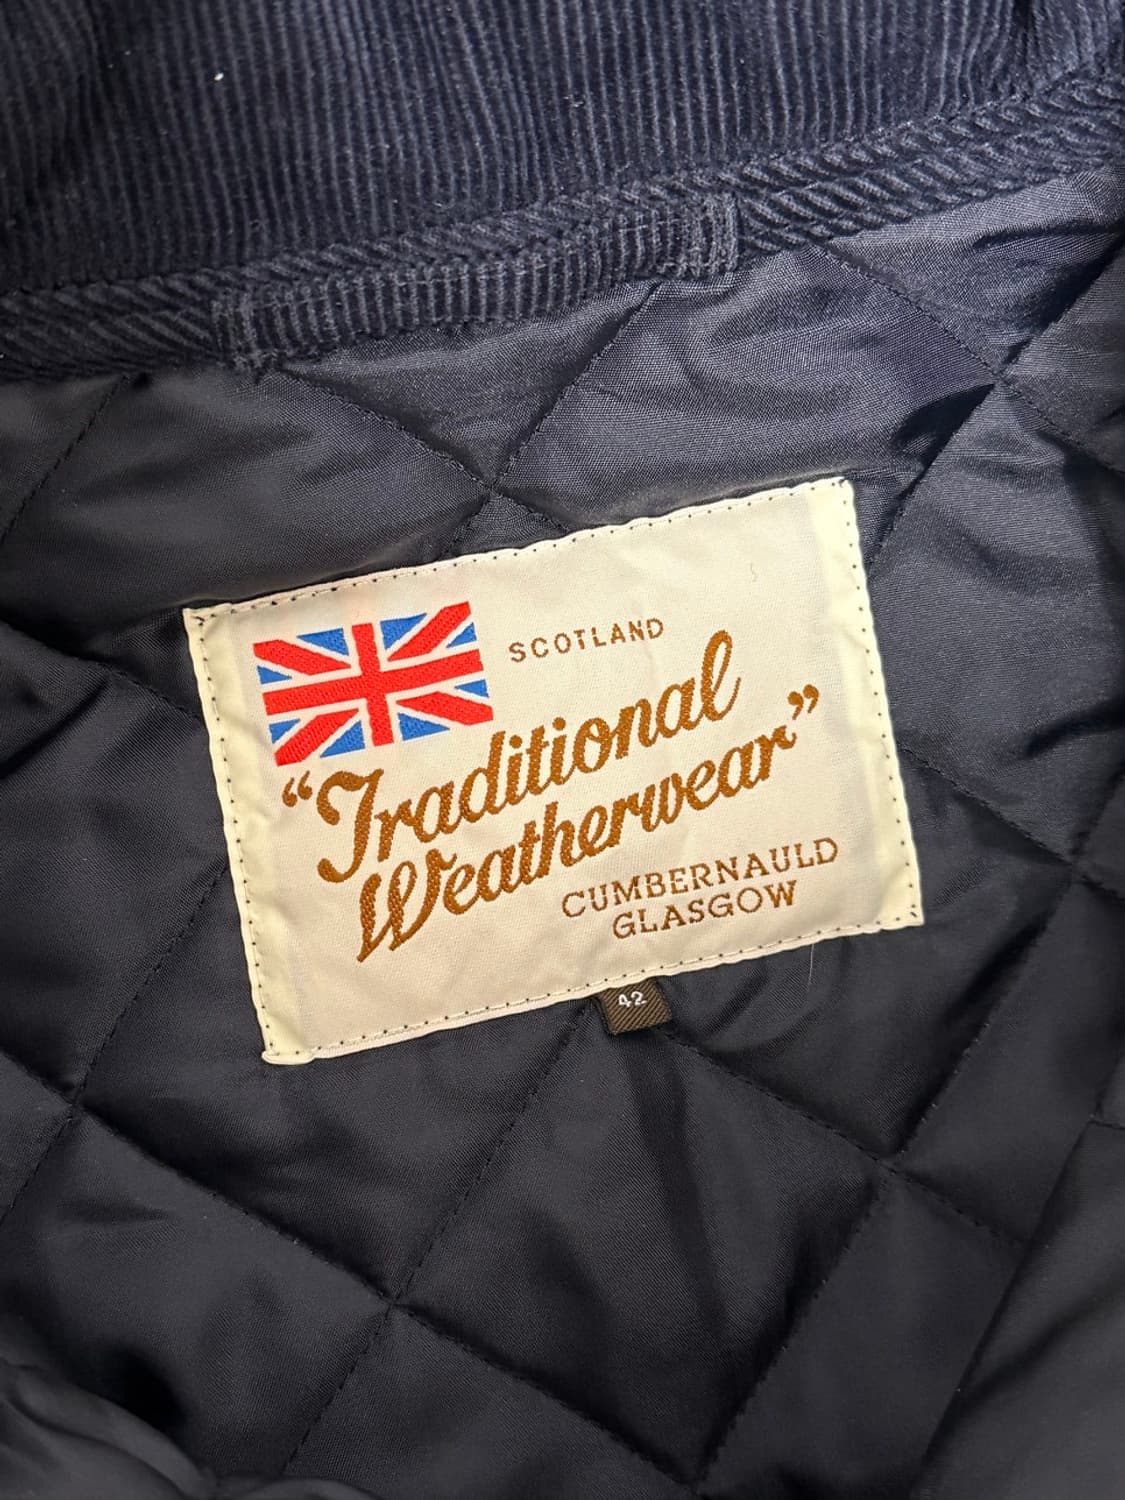 SCOTLAND
“Traditional
Weatherwear”
CUMBERNAULD
GLASGOW
42